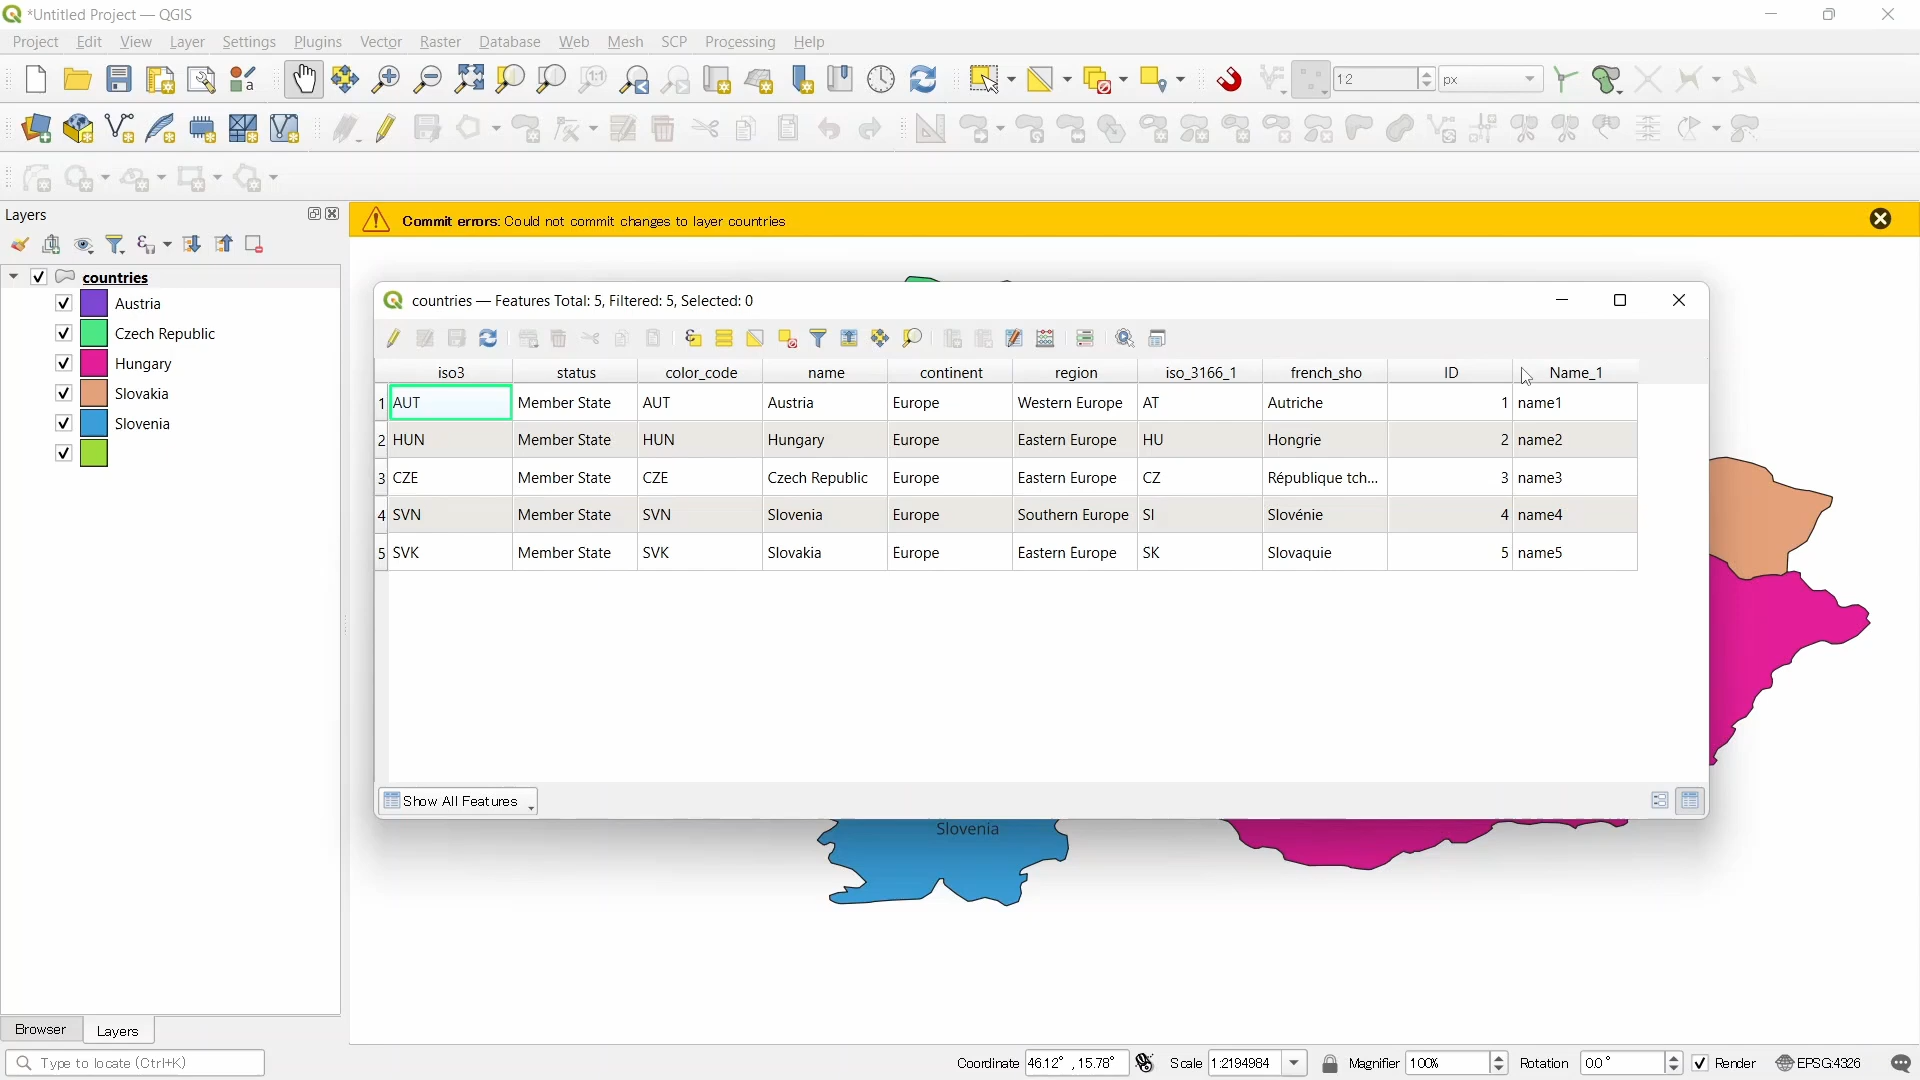 *Untitled Project — QGIS
Project Edit View Layer Settings Plugins Vector Raster Database Web Mesh SCP Processing Help
12 px
Layers
Commit errors: Could not commit changes to layer countries
countries
Austria
Czech Republic
Hungary
Slovakia
Slovenia
countries — Features Total: 5, Filtered: 5, Selected: 0
iso3 status color_code name continent region iso_3166_1 french_sho ID Name_1
1 AUT Member State AUT Austria Europe Western Europe AT Autriche 1 name1
2 HUN Member State HUN Hungary Europe Eastern Europe HU Hongrie 2 name2
3 CZE Member State CZE Czech Republic Europe Eastern Europe CZ République tch... 3 name3
4 SVN Member State SVN Slovenia Europe Southern Europe SI Slovénie 4 name4
5 SVK Member State SVK Slovakia Europe Eastern Europe SK Slovaquie 5 name5
Show All Features
Slovenia
Browser Layers
Type to locate (Ctrl+K)
Coordinate 46.12° , 15.78° Scale 1:2194984 Magnifier 100% Rotation 0.0 ° Render EPSG:4326